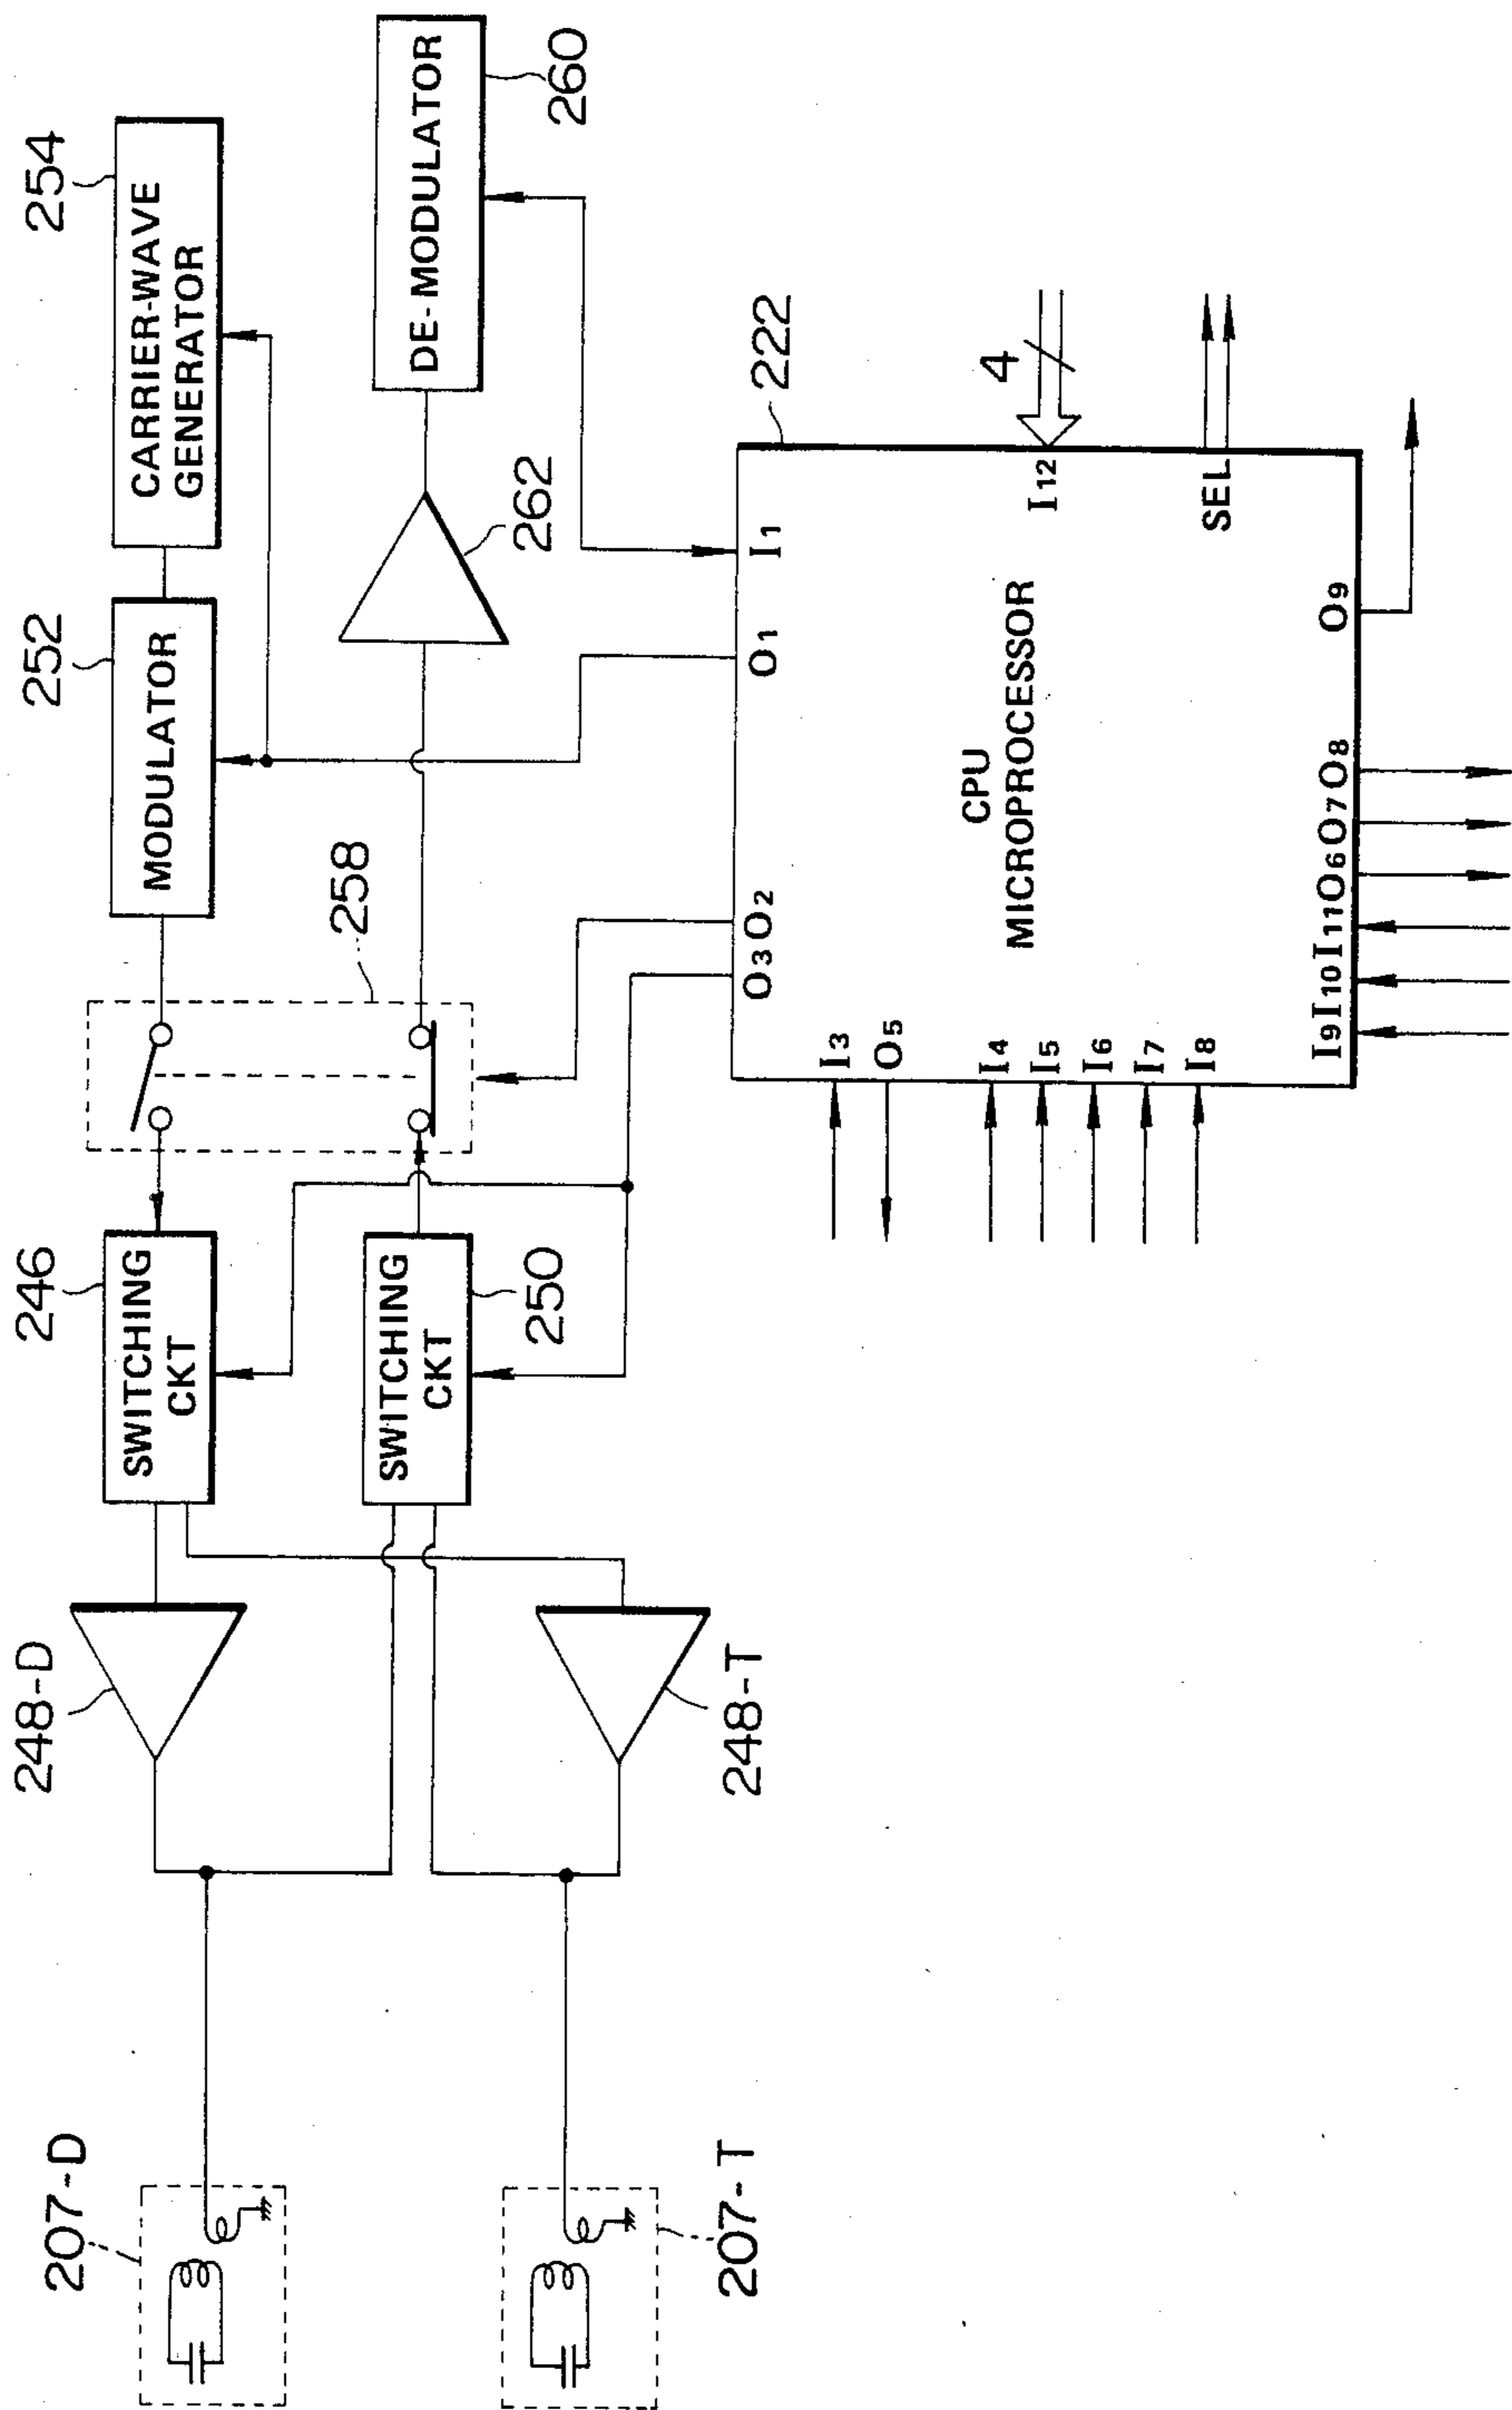 254
CARRIER-WAVE
GENERATOR
252
MODULATOR
258
246
SWITCHING
CKT
248-D
207-D
260
DE-MODULATOR
262
250
SWITCHING
CKT
248-T
207-T
222
CPU
MICROPROCESSOR
I1
O1
O2
O3
I3
O5
I4
I5
I6
I7
I8
I9
I10
I11
O6
O7
O8
O9
SEL
I12
4